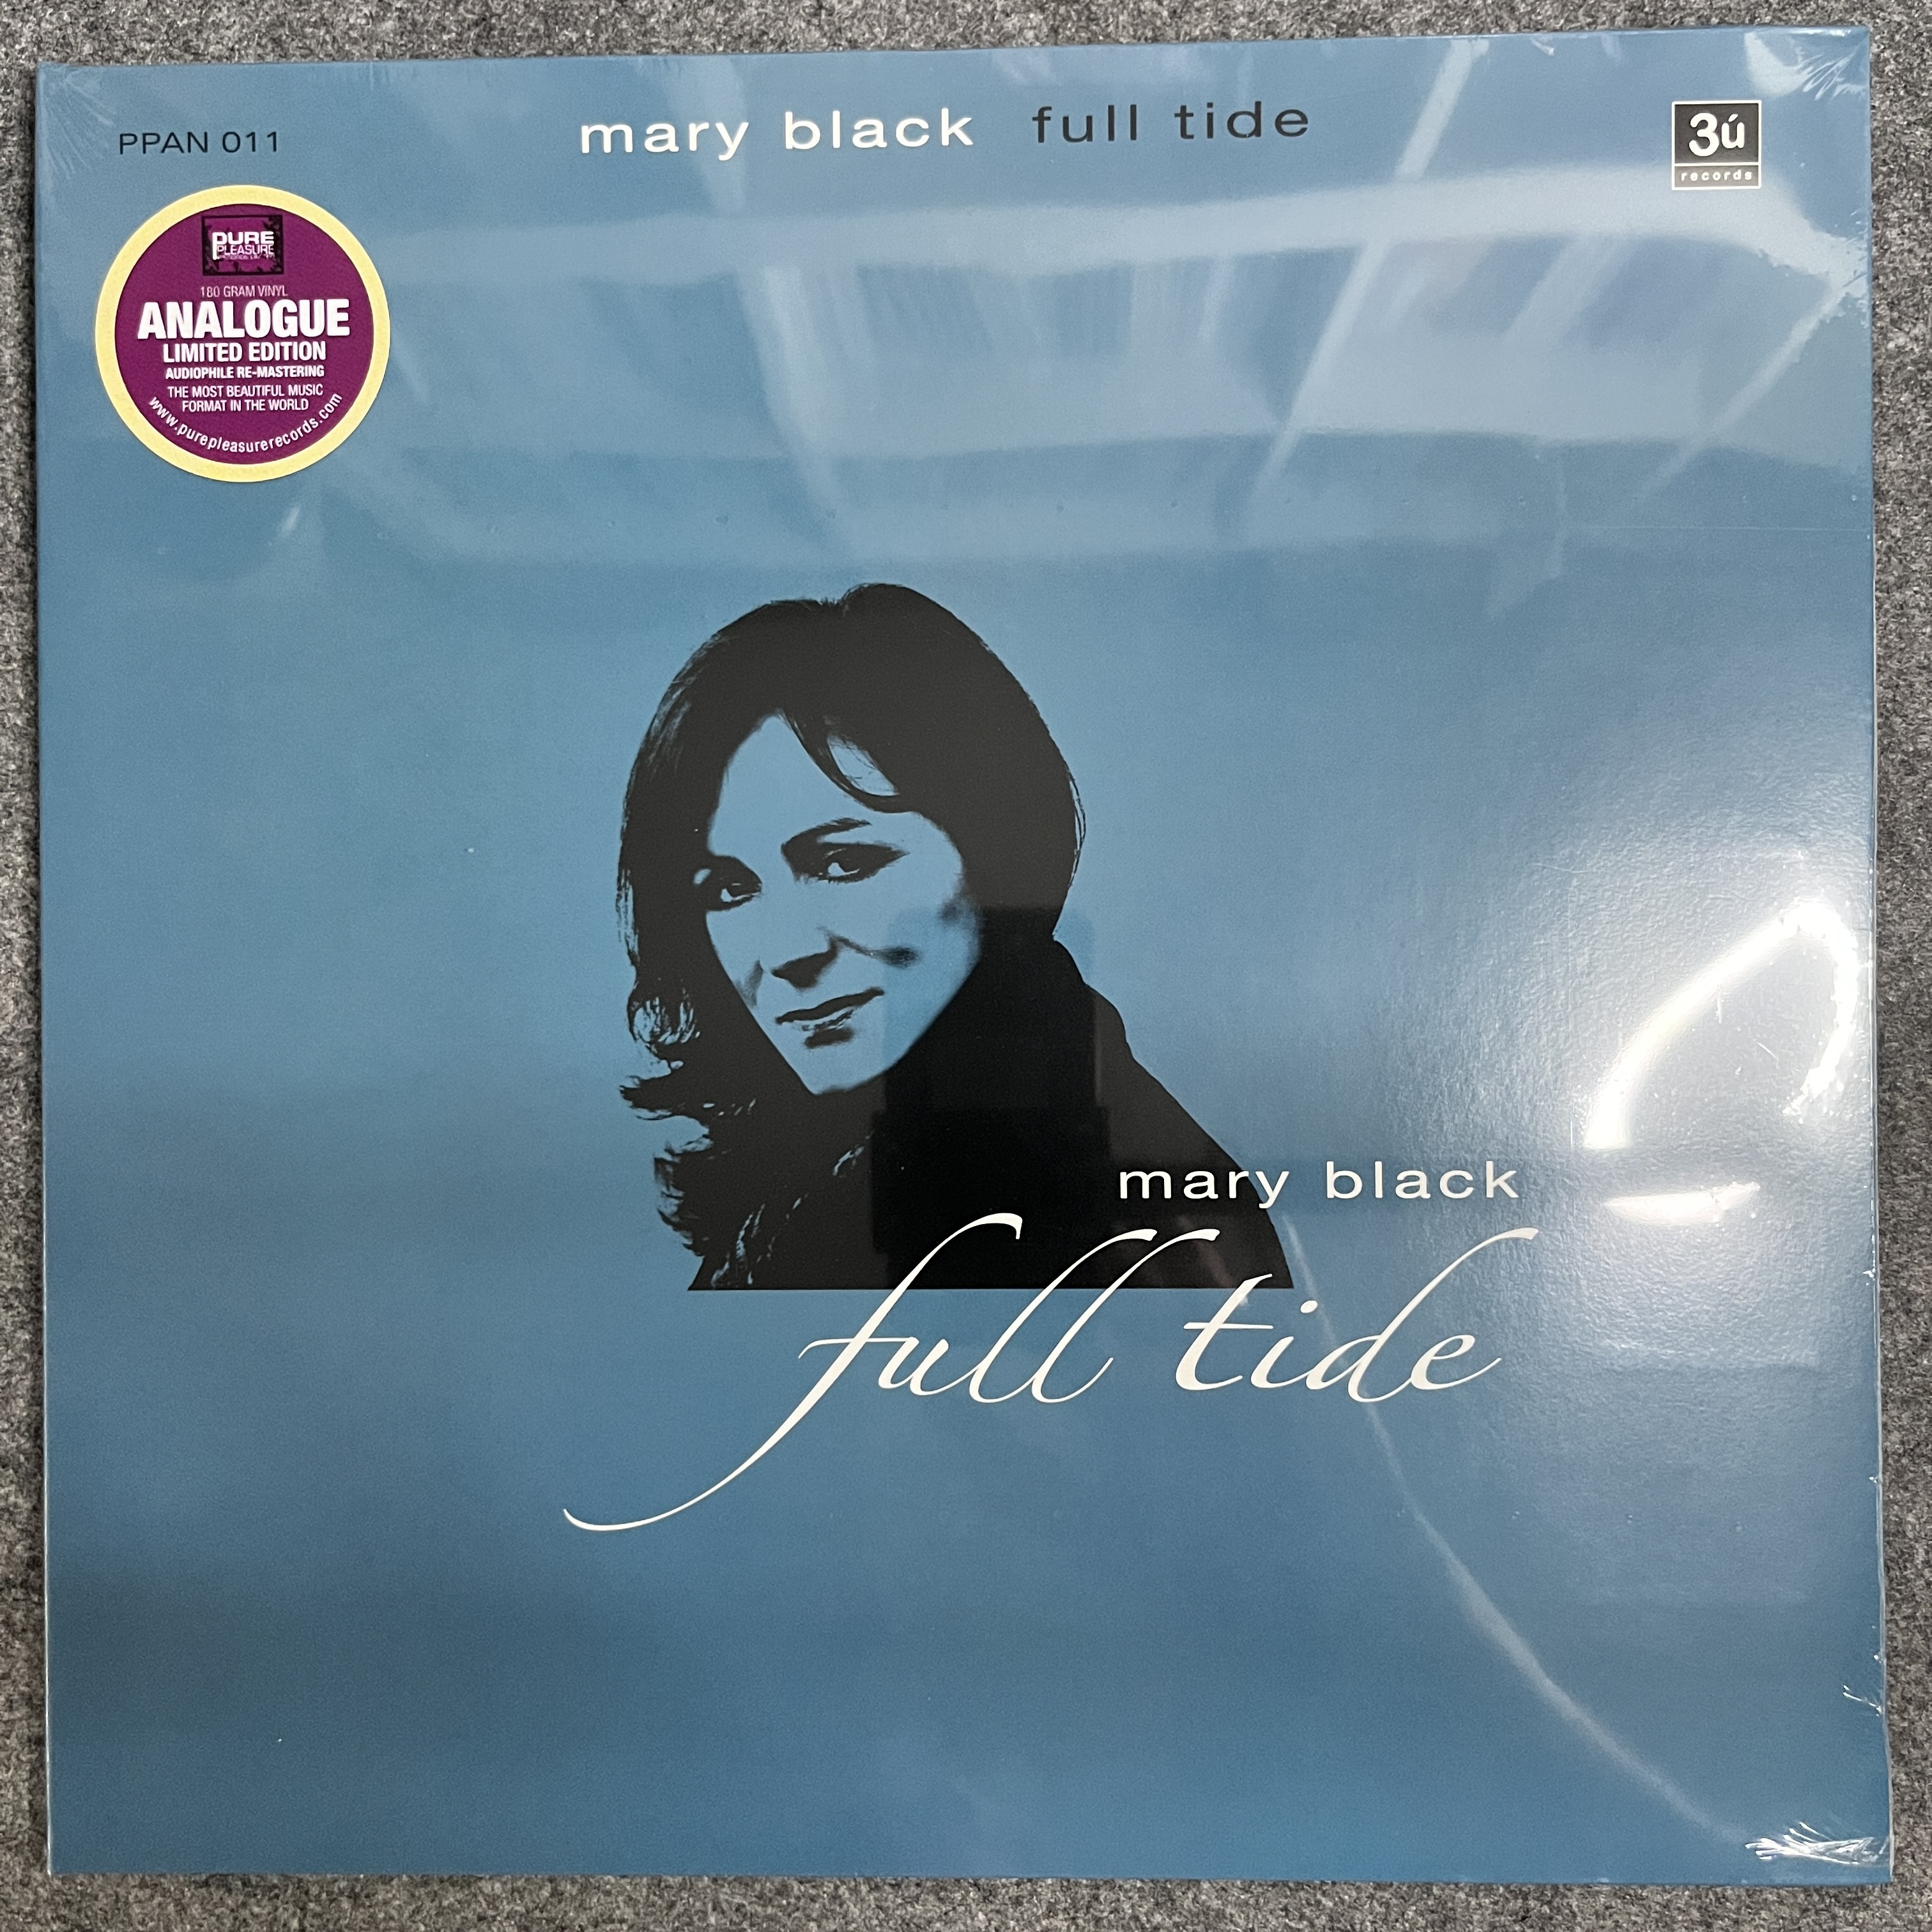 PPAN 011
mary black full tide
3ú
records
PURE
PLEASURE
180 GRAM VINYL
ANALOGUE
LIMITED EDITION
AUDIOPHILE RE-MASTERING
THE MOST BEAUTIFUL MUSIC
FORMAT IN THE WORLD
www.purepleasurerecords.com
mary black
full tide